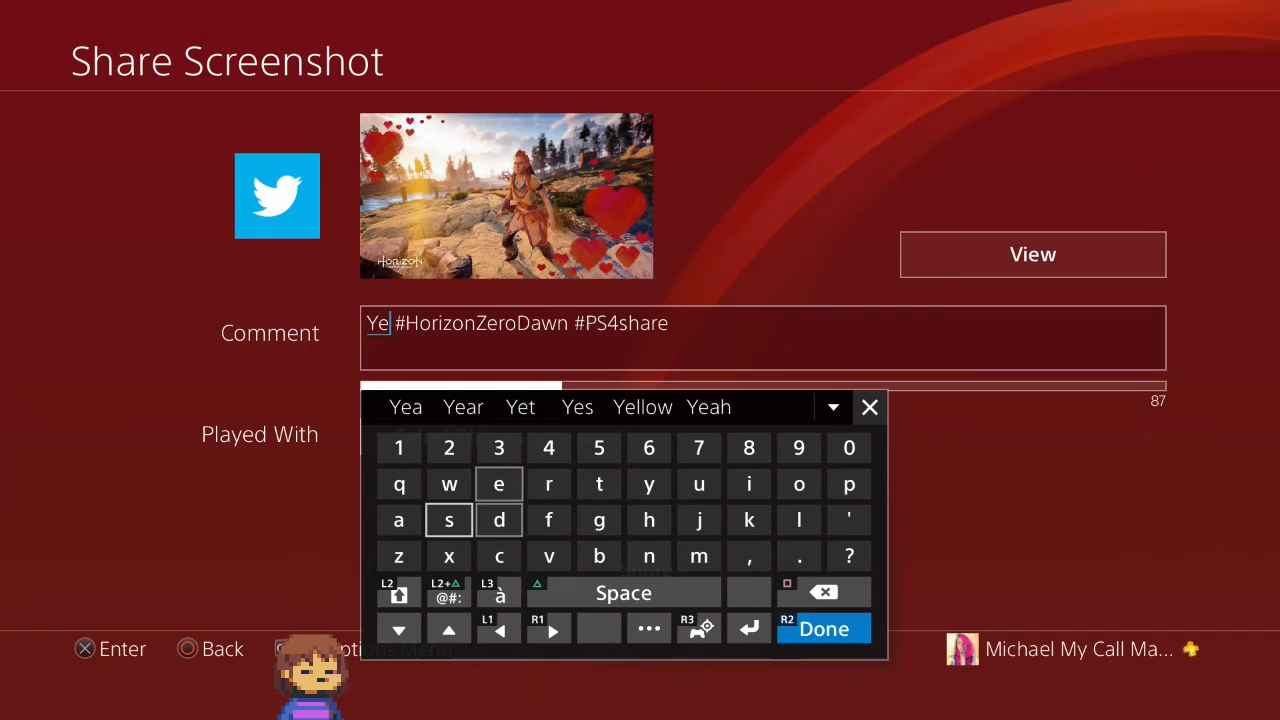 Share Screenshot
HORIZON
View
Comment
Ye #HorizonZeroDawn #PS4share
87
Played With
Yea Year Yet Yes Yellow Yeah
1 2 3 4 5 6 7 8 9 0
q w e r t y u i o p
a s d f g h j k l '
z x c v b n m , . ?
L2 L2+△ @#: L3 à △ Space
L1 R1 ••• R3 R2 Done
Enter Back Options Menu
Michael My Call Ma...